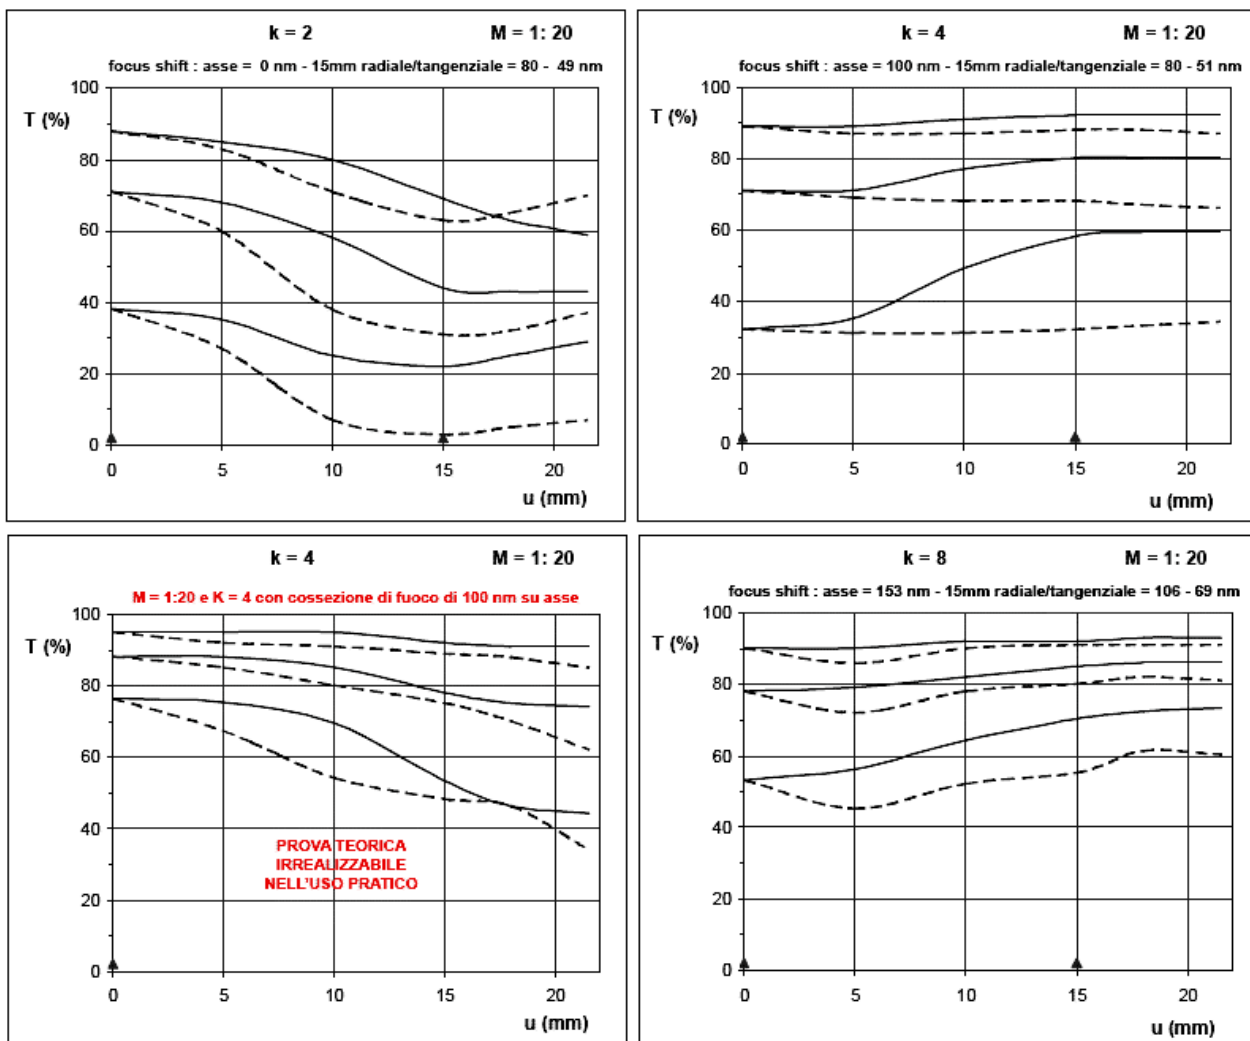 k = 2 M = 1: 20
focus shift : asse = 0 nm - 15mm radiale/tangenziale = 80 - 49 nm
T (%)
100
80
60
40
20
0
0 5 10 15 20
u (mm)
k = 4 M = 1: 20
focus shift : asse = 100 nm - 15mm radiale/tangenziale = 80 - 51 nm
T (%)
100
80
60
40
20
0
0 5 10 15 20
u (mm)
k = 4 M = 1: 20
M = 1:20 e K = 4 con cossezione di fuoco di 100 nm su asse
T (%)
100
80
60
40
20
0
PROVA TEORICA
IRREALIZZABILE
NELL'USO PRATICO
0 5 10 15 20
u (mm)
k = 8 M = 1: 20
focus shift : asse = 153 nm - 15mm radiale/tangenziale = 106 - 69 nm
T (%)
100
80
60
40
20
0
0 5 10 15 20
u (mm)